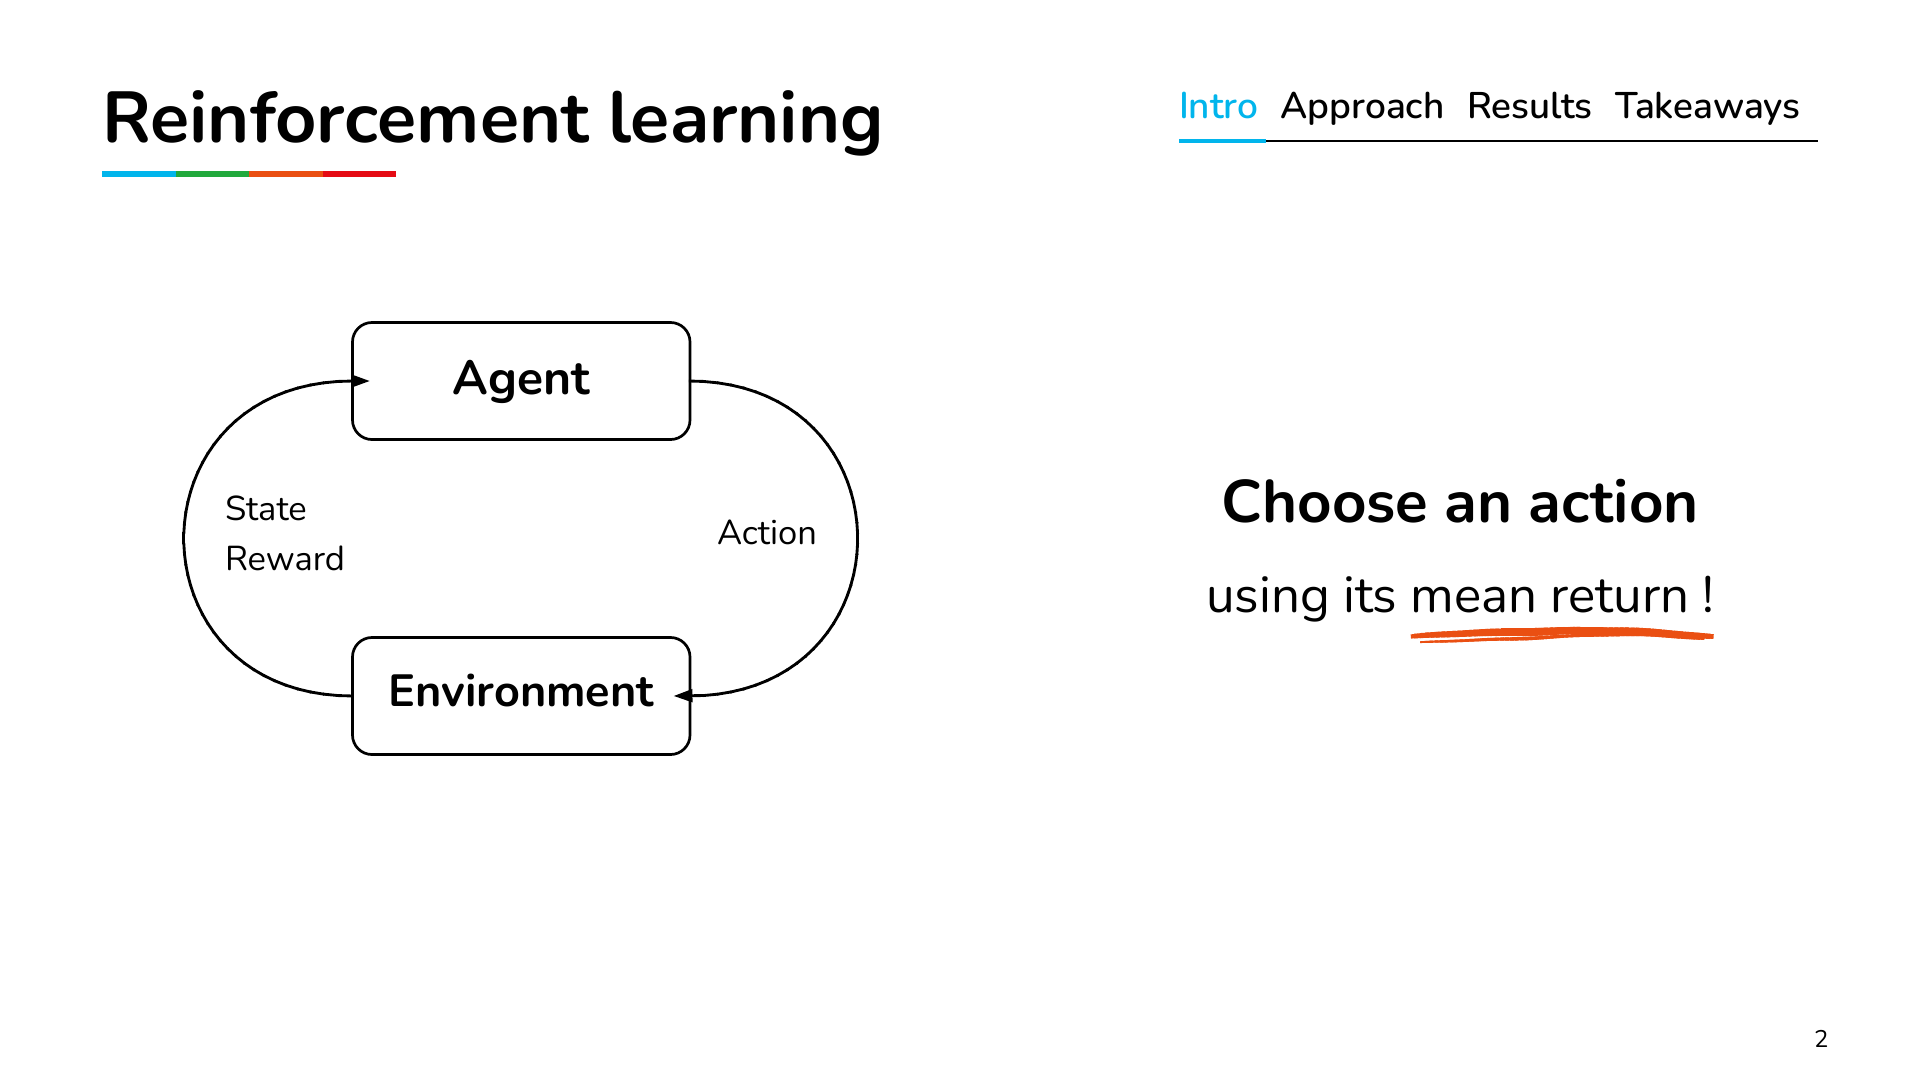 Reinforcement learning
Intro Approach Results Takeaways
Agent
State
Reward
Action
Environment
Choose an action
using its mean return !
2